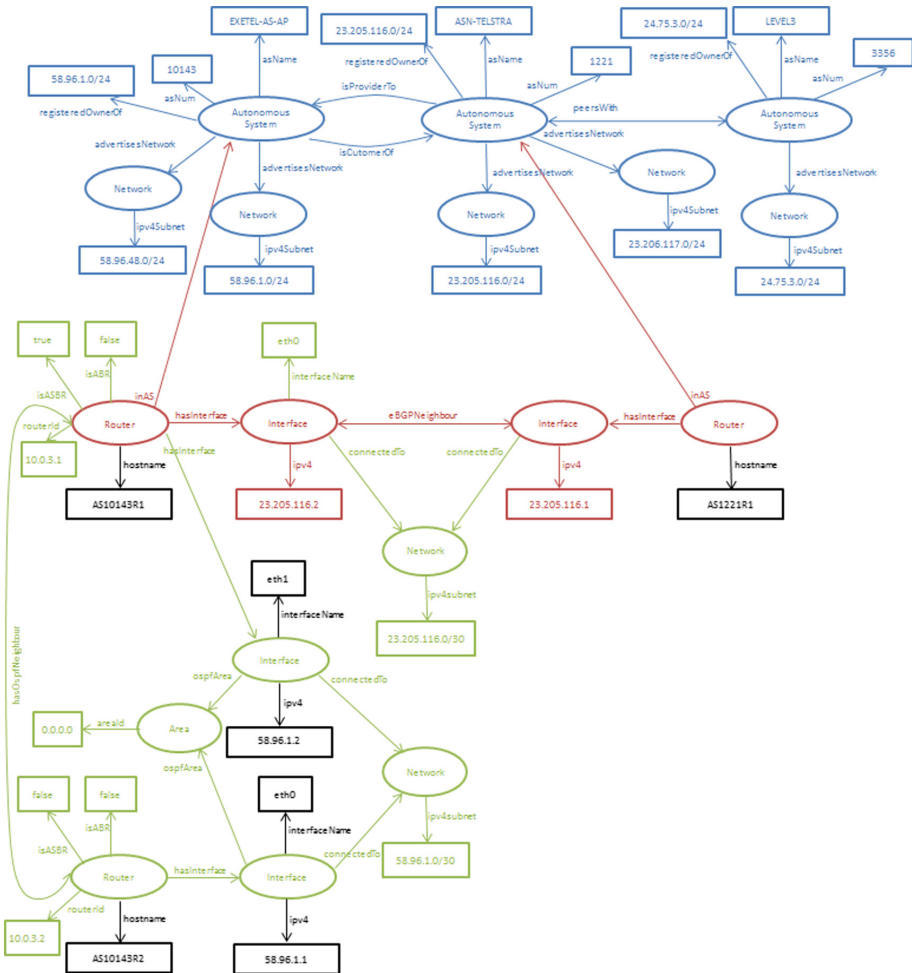 EXETEL-AS-AP
23.205.116.0/24
ASN-TELSTRA
24.75.3.0/24
LEVEL3
58.96.1.0/24
10143
asName
registeredOwnerOf
asName
1221
registeredOwnerOf
asName
3356
registeredOwnerOf
asNum
isProviderTo
asNum
asNum
Autonomous
System
Autonomous
System
peersWith
Autonomous
System
advertisesNetwork
isCutomerOf
advertisesNetwork
advertisesNetwork
advertisesNetwork
advertisesNetwork
Network
Network
Network
Network
Network
ipv4Subnet
ipv4Subnet
ipv4Subnet
ipv4Subnet
ipv4Subnet
58.96.48.0/24
58.96.1.0/24
23.205.116.0/24
23.206.117.0/24
24.75.3.0/24
true
false
eth0
isASBR
isABR
interfaceName
inAS
inAS
routerId
Router
hasInterface
Interface
eBGPNeighbour
Interface
hasInterface
Router
10.0.3.1
hostname
hasInterface
ipv4
connectedTo
connectedTo
ipv4
hostname
AS10143R1
23.205.116.2
23.205.116.1
AS1221R1
Network
eth1
ipv4subnet
interfaceName
23.205.116.0/30
hasOspfNeighbour
Interface
ospfArea
connectedTo
ipv4
0.0.0.0
areaId
Area
58.96.1.2
ospfArea
Network
false
false
eth0
ipv4subnet
isASBR
isABR
interfaceName
connectedTo
58.96.1.0/30
Router
hasInterface
Interface
routerId
hostname
ipv4
10.0.3.2
AS10143R2
58.96.1.1